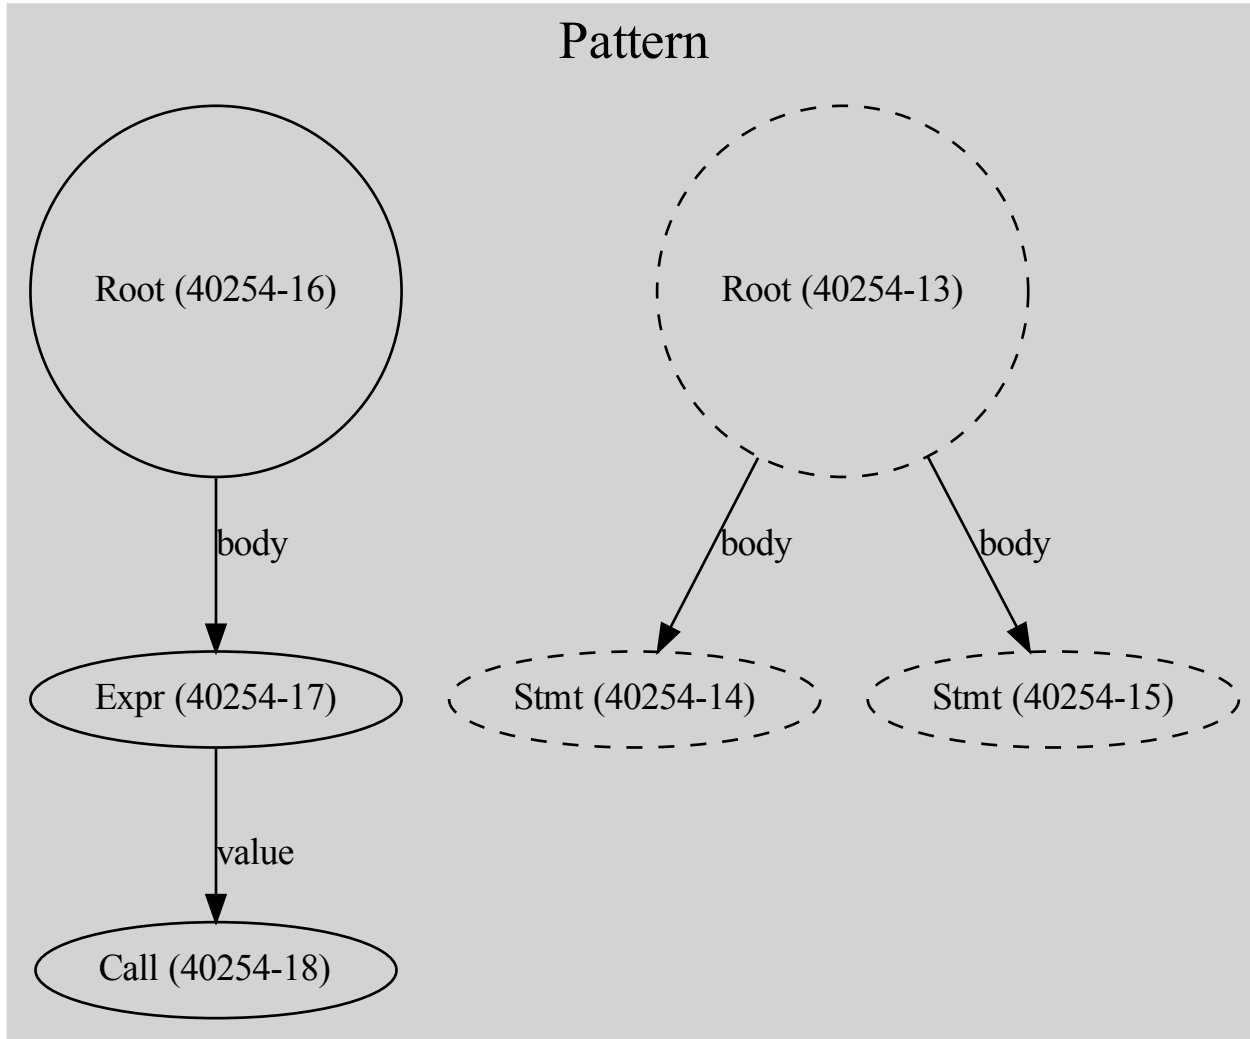 Pattern
Root (40254-16)
Root (40254-13)
body
body
body
Expr (40254-17)
Stmt (40254-14)
Stmt (40254-15)
value
Call (40254-18)